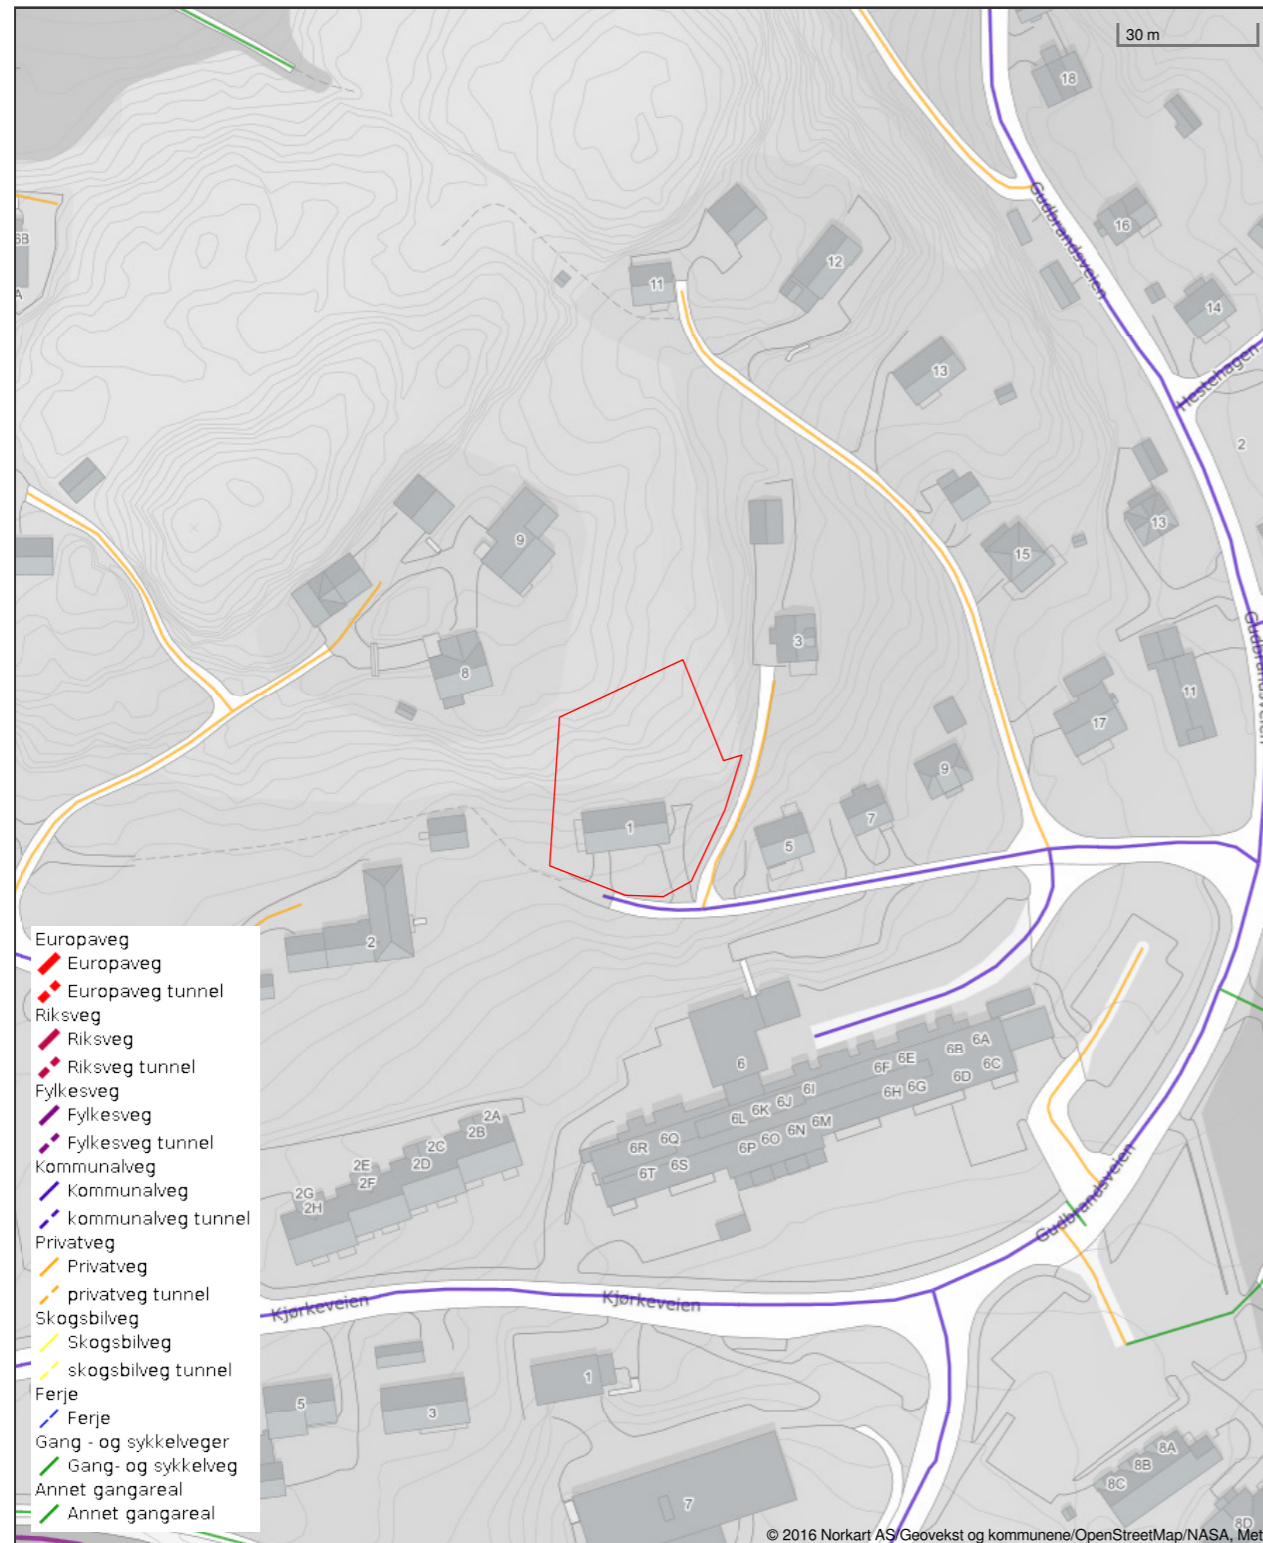 30 m
18
Gudbrandsveien
16
6B
A
11
12
14
Hestehagen
13
2
9
13
15
3
8
Gudbrandsveien
11
17
9
7
5
1
2
6
6A
6B
6C
6D
6E
6F
6G
6H
6I
6J
6K
6L
6M
6N
6O
6P
6Q
6R
6S
6T
2A
2B
2C
2D
2E
2F
2G
2H
Gudbrandsveien
Kjørkeveien
Kjørkeveien
1
5
3
7
8A
8B
8C
8D
Europaveg
Europaveg
Europaveg tunnel
Riksveg
Riksveg
Riksveg tunnel
Fylkesveg
Fylkesveg
Fylkesveg tunnel
Kommunalveg
Kommunalveg
kommunalveg tunnel
Privatveg
Privatveg
privatveg tunnel
Skogsbilveg
Skogsbilveg
skogsbilveg tunnel
Ferje
Ferje
Gang - og sykkelveger
Gang- og sykkelveg
Annet gangareal
Annet gangareal
© 2016 Norkart AS/Geovekst og kommunene/OpenStreetMap/NASA, Met